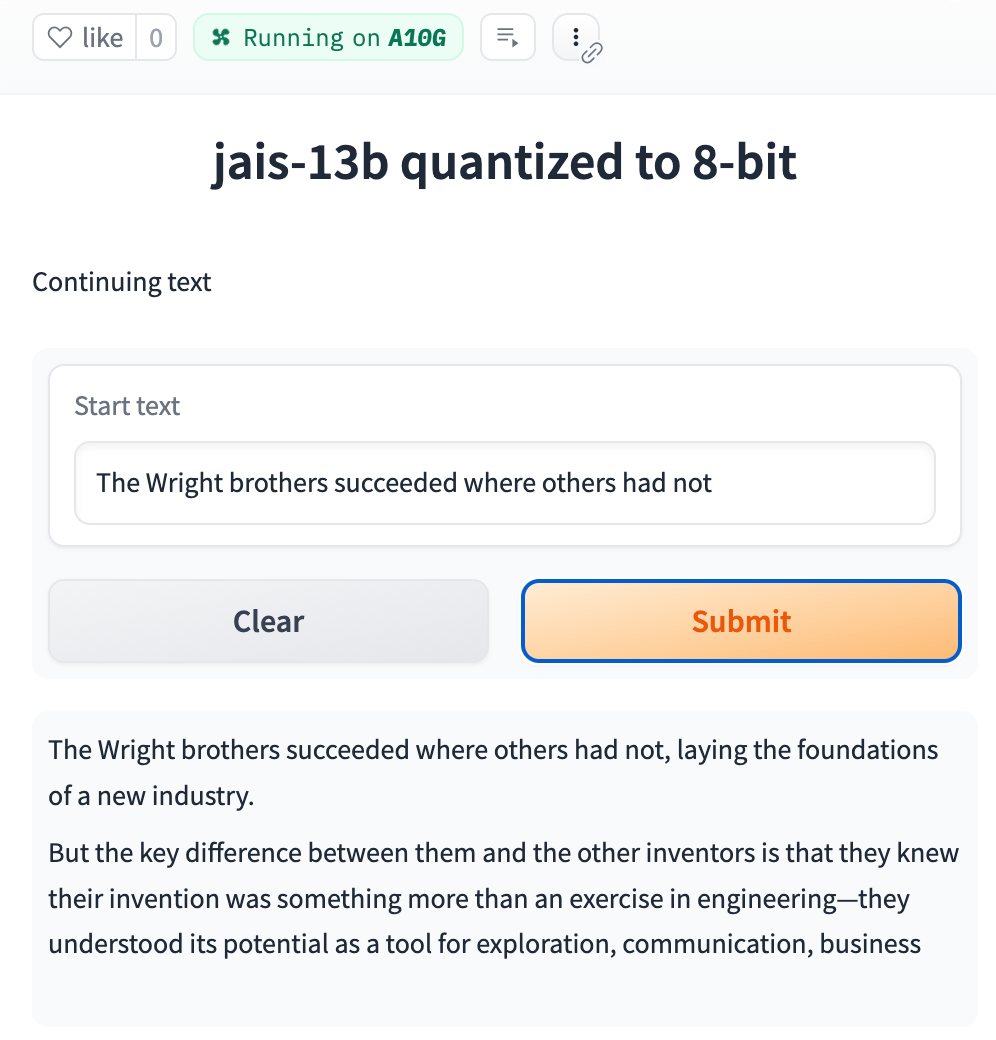 like 0 Running on A10G
jais-13b quantized to 8-bit
Continuing text
Start text
The Wright brothers succeeded where others had not
Clear Submit
The Wright brothers succeeded where others had not, laying the foundations
of a new industry.
But the key difference between them and the other inventors is that they knew
their invention was something more than an exercise in engineering—they
understood its potential as a tool for exploration, communication, business